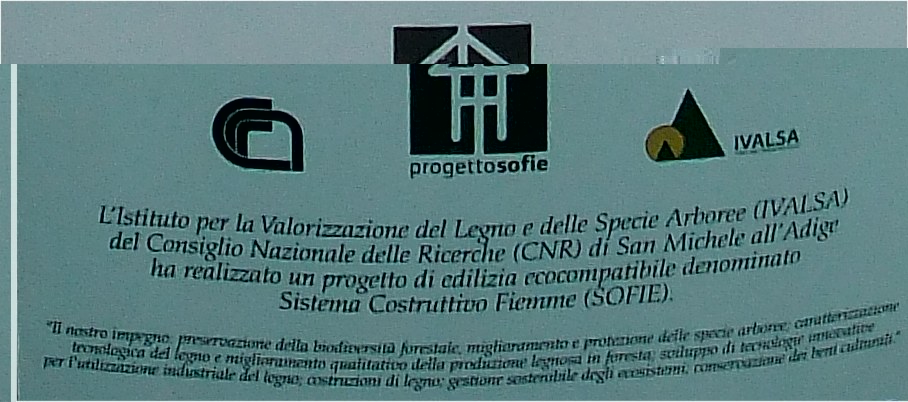 progettosofie
IVALSA
L'Istituto per la Valorizzazione del Legno e delle Specie Arboree (IVALSA)
del Consiglio Nazionale delle Ricerche (CNR) di San Michele all'Adige
ha realizzato un progetto di edilizia ecocompatibile denominato
Sistema Costruttivo Fiemme (SOFIE).
"Il nostro impegno: preservazione della biodiversità forestale, miglioramento e protezione delle specie arboree; caratterizzazione
tecnologica del legno e miglioramento qualitativo della produzione legnosa in foresta; sviluppo di tecnologie innovative
per l'utilizzazione industriale del legno; costruzioni di legno; gestione sostenibile degli ecosistemi, conservazione dei beni culturali."